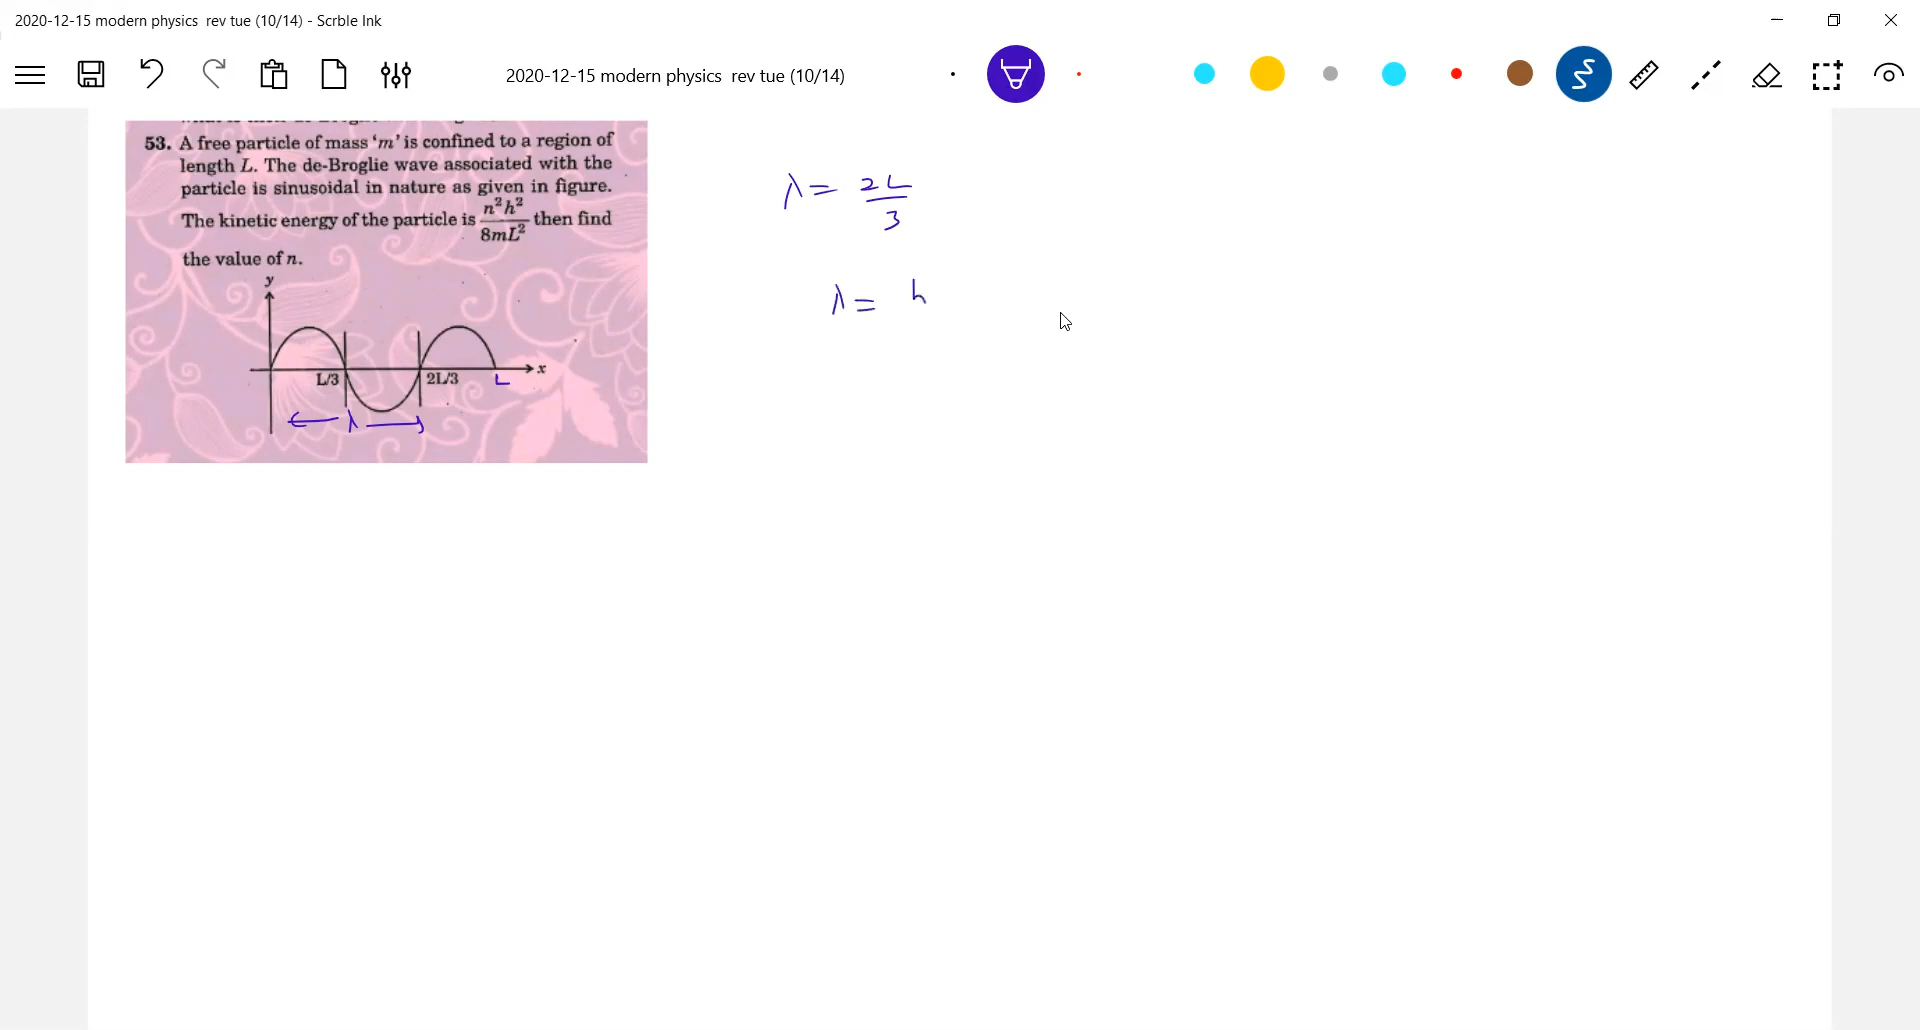 2020-12-15 modern physics rev tue (10/14) - Scrble Ink
2020-12-15 modern physics rev tue (10/14)
53. A free particle of mass ‘m’ is confined to a region of
length L. The de-Broglie wave associated with the
particle is sinusoidal in nature as given in figure.
The kinetic energy of the particle is n²h²/8mL² then find
the value of n.
y
L/3
2L/3
x
L
λ
λ = 2L/3
λ = h